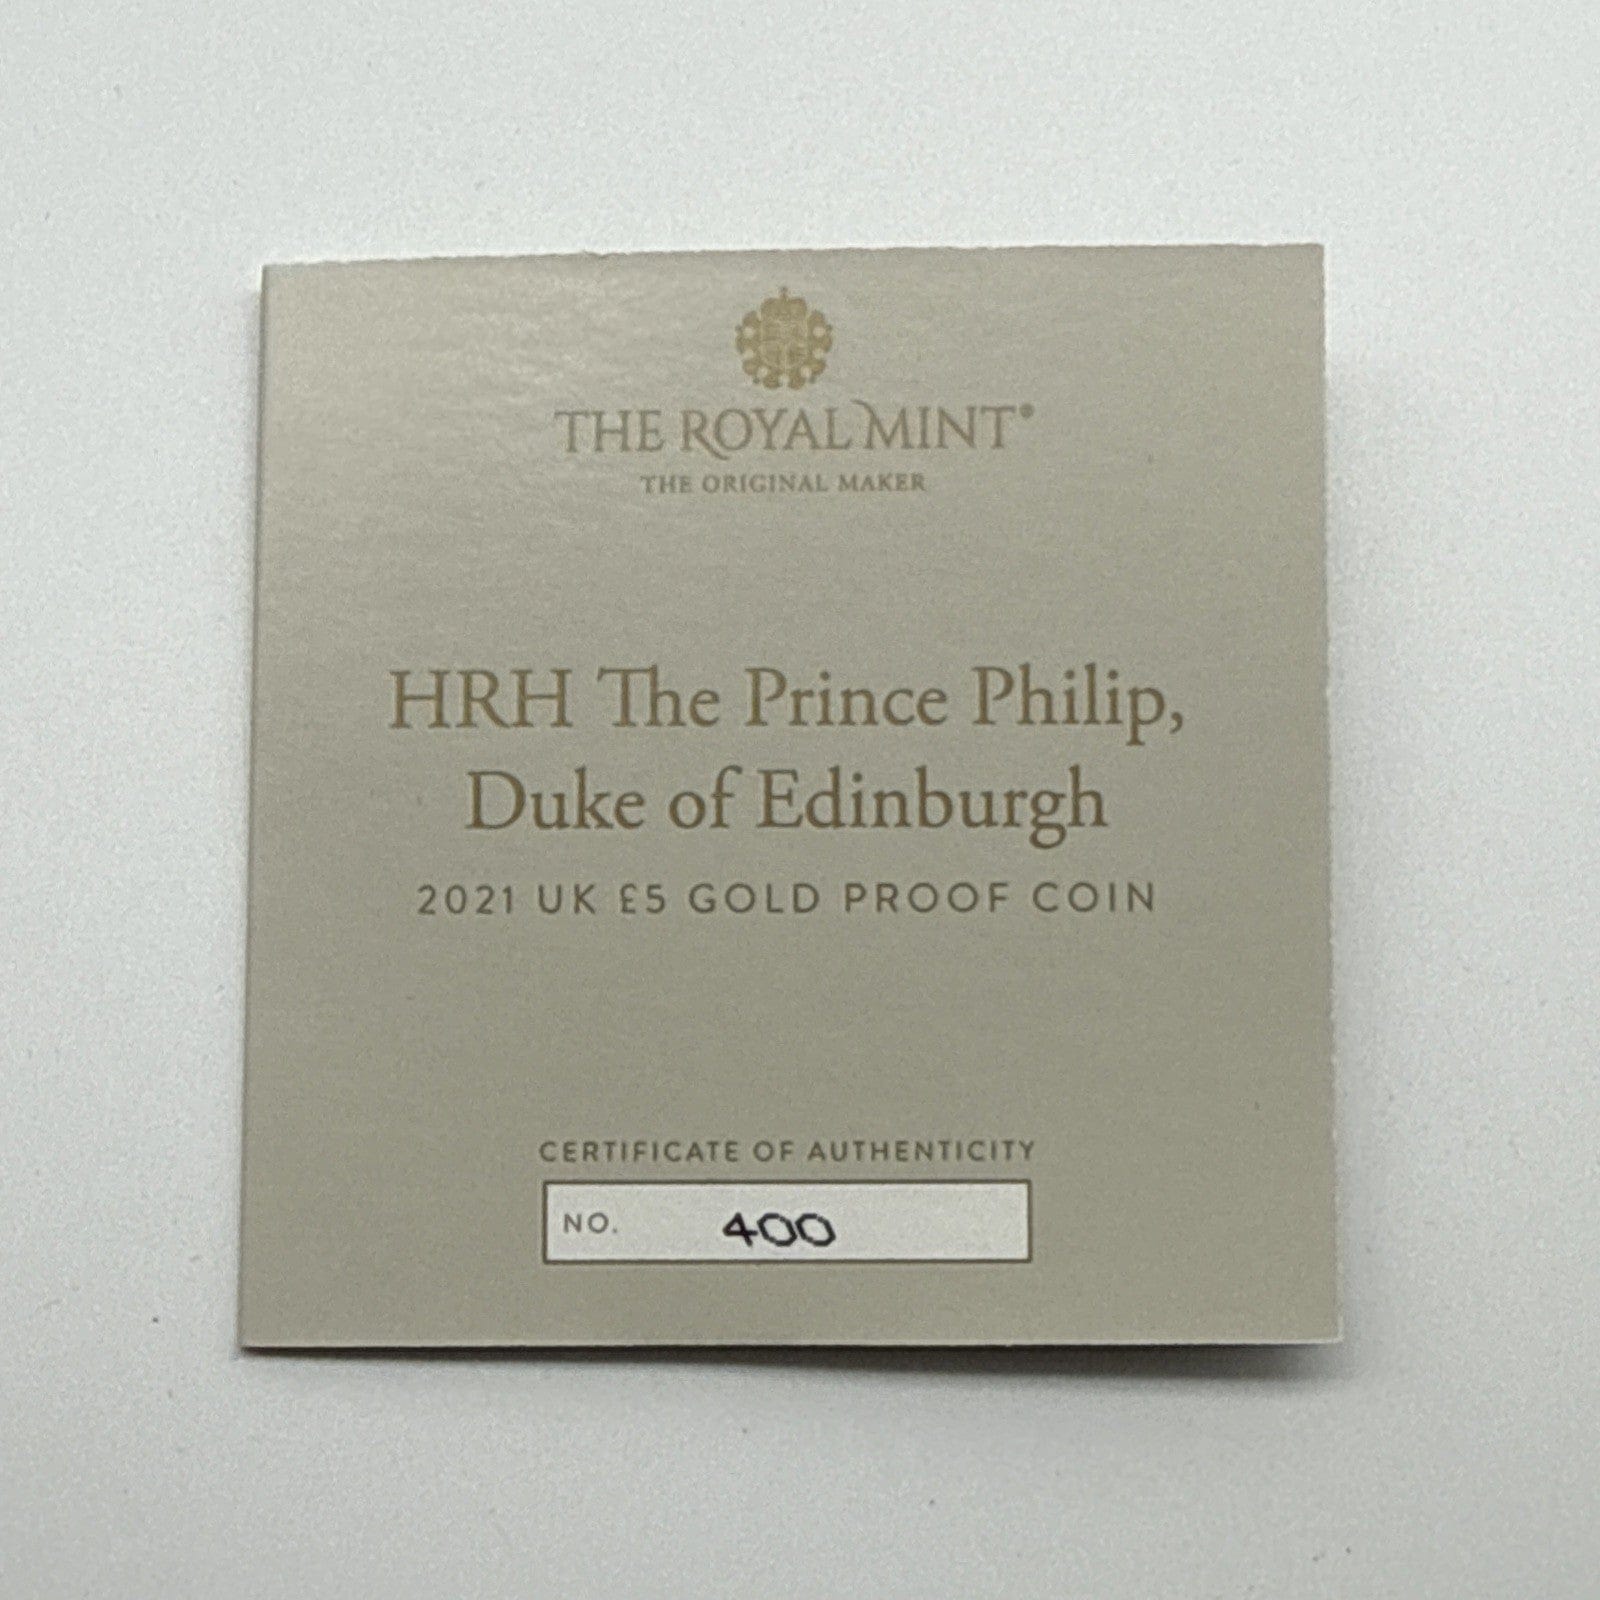 THE ROYAL MINT®
THE ORIGINAL MAKER
HRH The Prince Philip,
Duke of Edinburgh
2021 UK £5 GOLD PROOF COIN
CERTIFICATE OF AUTHENTICITY
NO. 400